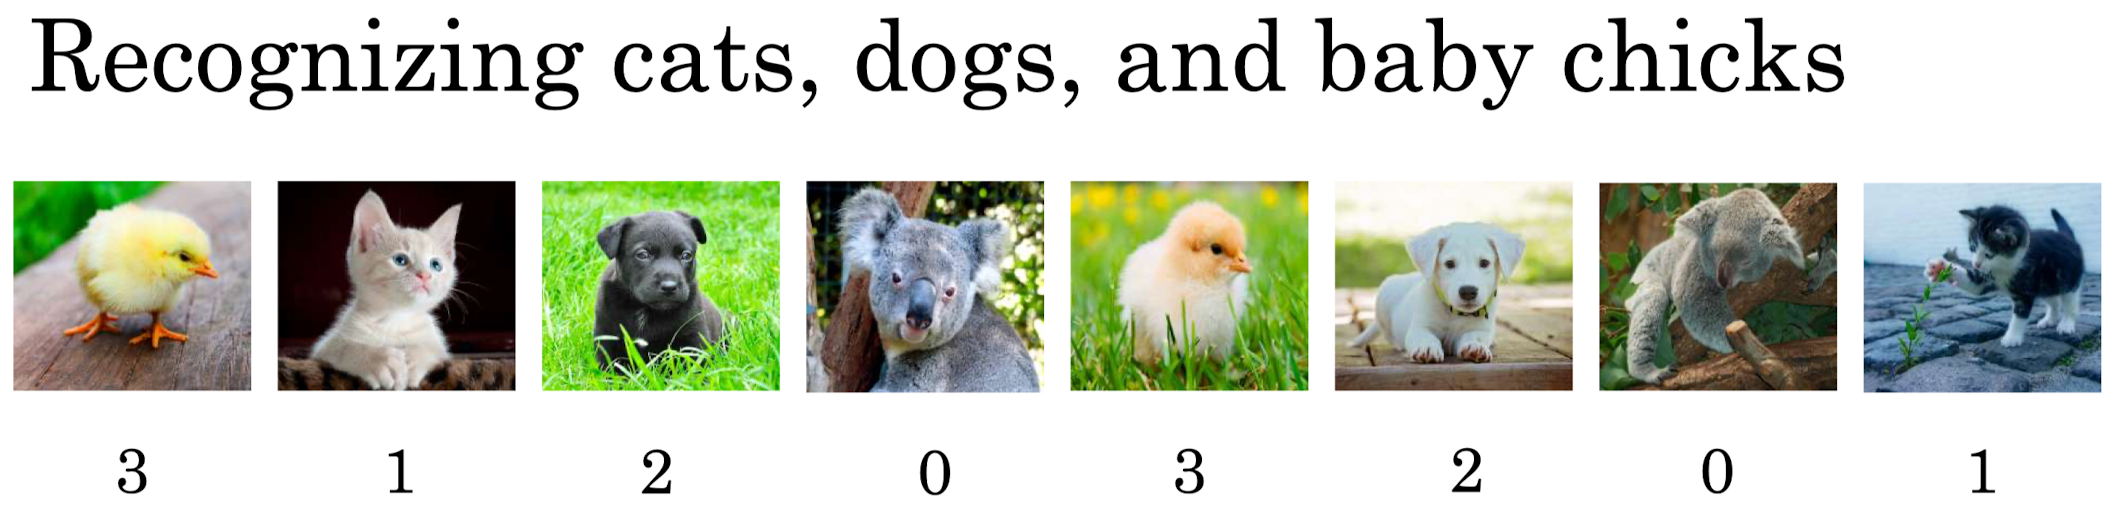 Recognizing cats, dogs, and baby chicks
3 1 2 0 3 2 0 1